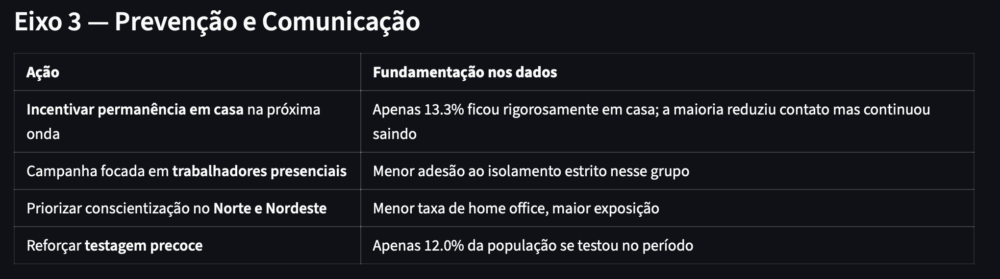 Eixo 3 — Prevenção e Comunicação
Ação
Fundamentação nos dados
Incentivar permanência em casa na próxima
onda
Apenas 13.3% ficou rigorosamente em casa; a maioria reduziu contato mas continuou
saindo
Campanha focada em trabalhadores presenciais
Menor adesão ao isolamento estrito nesse grupo
Priorizar conscientização no Norte e Nordeste
Menor taxa de home office, maior exposição
Reforçar testagem precoce
Apenas 12.0% da população se testou no período